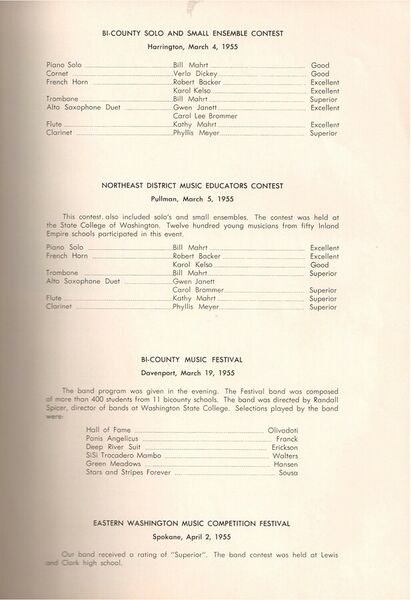 BI-COUNTY SOLO AND SMALL ENSEMBLE CONTEST
Harrington, March 4, 1955
Piano Solo Bill Mahrt Good
Cornet Verla Dickey Good
French Horn Robert Backer Excellent
Karol Kelso Excellent
Trombone Bill Mahrt Superior
Alto Saxophone Duet Gwen Janett Excellent
Carol Lee Brommer
Flute Kathy Mahrt Excellent
Clarinet Phyllis Meyer Superior
NORTHEAST DISTRICT MUSIC EDUCATORS CONTEST
Pullman, March 5, 1955
This contest also included solo's and small ensembles. The contest was held at
the State College of Washington. Twelve hundred young musicians from fifty Inland
Empire schools participated in this event.
Piano Solo Bill Mahrt Excellent
French Horn Robert Backer Excellent
Karol Kelso Good
Trombone Bill Mahrt Superior
Alto Saxophone Duet Gwen Janett
Carol Brommer Superior
Flute Kathy Mahrt Superior
Clarinet Phyllis Meyer Superior
BI-COUNTY MUSIC FESTIVAL
Davenport, March 19, 1955
The band program was given in the evening. The Festival band was composed
of more than 400 students from 11 bicounty schools. The band was directed by Randall
Spicer, director of bands at Washington State College. Selections played by the band
were:
Hall of Fame Olivadoti
Panis Angelicus Franck
Deep River Suit Erickson
SiSi Trocadero Mambo Walters
Green Meadows Hansen
Stars and Stripes Forever Sousa
EASTERN WASHINGTON MUSIC COMPETITION FESTIVAL
Spokane, April 2, 1955
Our band received a rating of "Superior". The band contest was held at Lewis
and Clark high school.